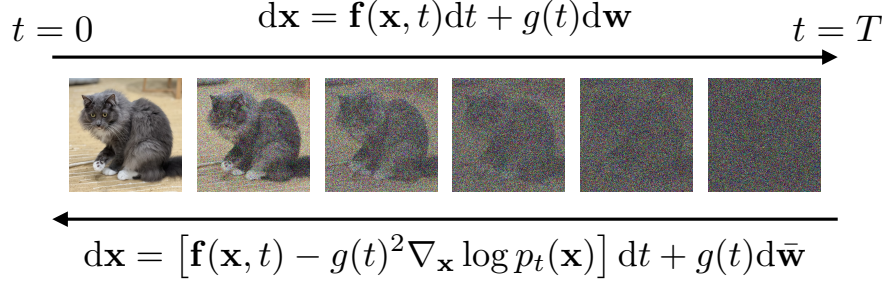 dx = f(x, t)dt + g(t)dw
t = 0
t = T
dx = [f(x, t) − g(t)²∇ₓ log pₜ(x)] dt + g(t)dw̄